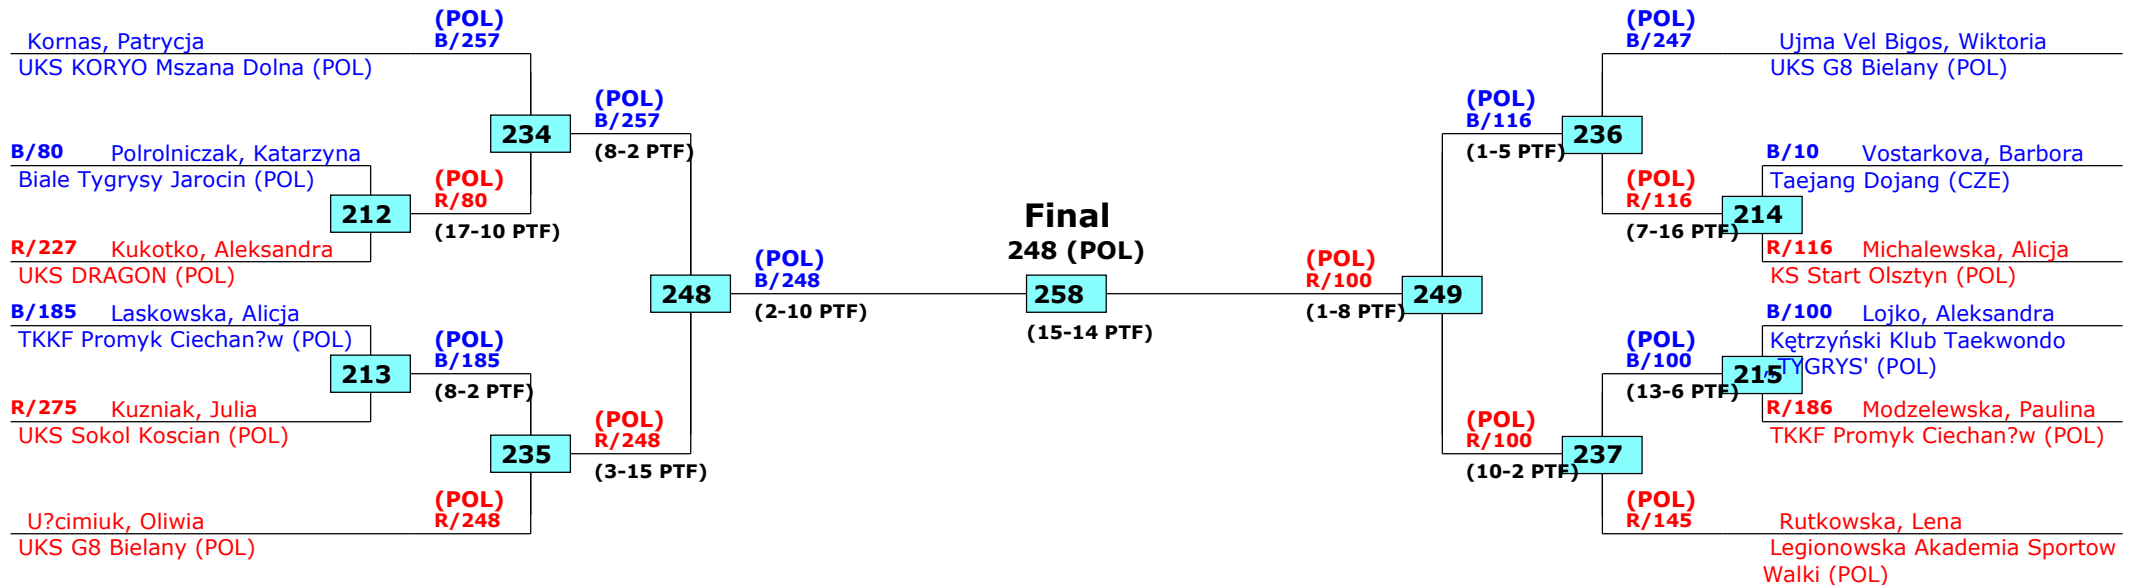 (POL)
Kornas, Patrycja B/257
UKS KORYO Mszana Dolna (POL)
(POL)
B/257
234
(8-2 PTF)
B/80 Polrolniczak, Katarzyna
Biale Tygrysy Jarocin (POL)
(POL)
R/80
212
(17-10 PTF)
R/227 Kukotko, Aleksandra
UKS DRAGON (POL)
(POL)
B/248
248
(2-10 PTF)
B/185 Laskowska, Alicja
TKKF Promyk Ciechan?w (POL)
(POL)
B/185
213
(8-2 PTF)
R/275 Kuzniak, Julia
UKS Sokol Koscian (POL)
(POL)
R/248
235
(3-15 PTF)
(POL)
U?cimiuk, Oliwia R/248
UKS G8 Bielany (POL)
Final
248 (POL)
258
(15-14 PTF)
(POL)
B/247 Ujma Vel Bigos, Wiktoria
UKS G8 Bielany (POL)
(POL)
B/116
236
(1-5 PTF)
B/10 Vostarkova, Barbora
Taejang Dojang (CZE)
(POL)
R/116
214
(7-16 PTF)
R/116 Michalewska, Alicja
KS Start Olsztyn (POL)
(POL)
R/100
249
(1-8 PTF)
B/100 Lojko, Aleksandra
Kętrzyński Klub Taekwondo
„TYGRYS' (POL)
(POL)
B/100
215
(13-6 PTF)
R/186 Modzelewska, Paulina
TKKF Promyk Ciechan?w (POL)
(POL)
R/100
237
(10-2 PTF)
(POL)
R/145 Rutkowska, Lena
Legionowska Akademia Sportow
Walki (POL)